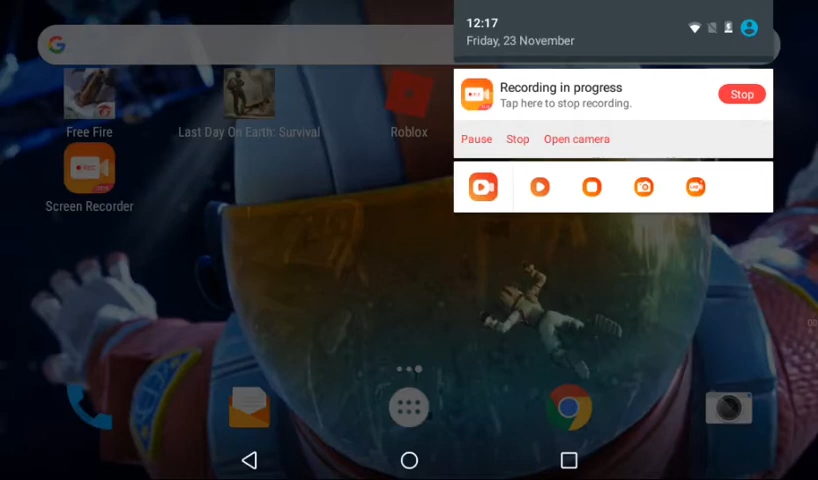 12:17
Friday, 23 November
Recording in progress
Tap here to stop recording.
Stop
Pause Stop Open camera
Free Fire Last Day On Earth: Survival Roblox
Screen Recorder